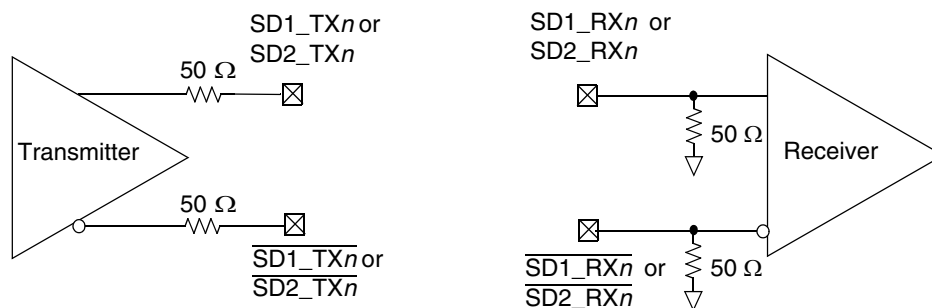 SD1_TXn or
SD2_TXn
50 Ω
Transmitter
50 Ω
SD1_TXn or
SD2_TXn
SD1_RXn or
SD2_RXn
50 Ω
Receiver
SD1_RXn or
SD2_RXn
50 Ω